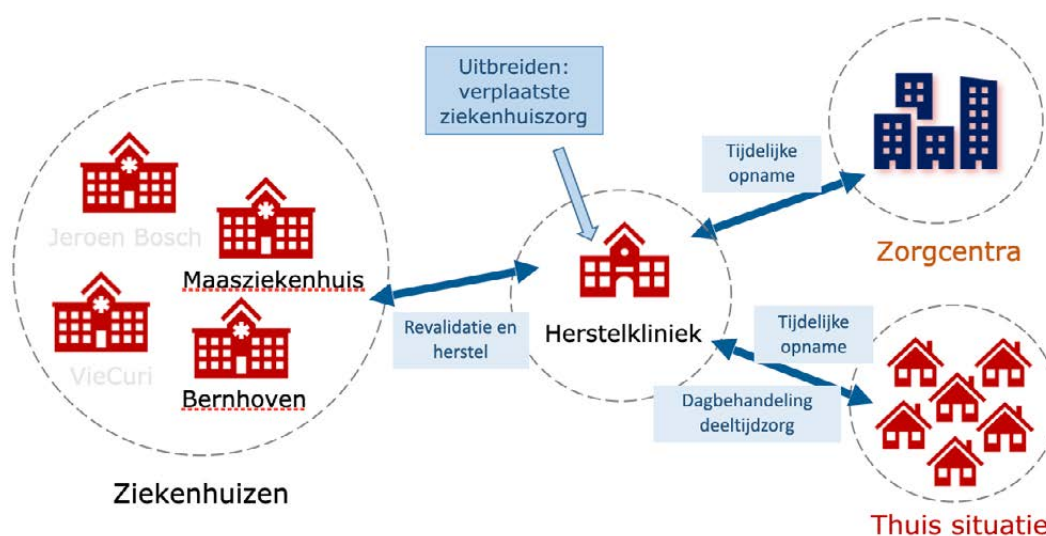 Uitbreiden:
verplaatste
ziekenhuiszorg
Jeroen Bosch
Maasziekenhuis
VieCuri
Bernhoven
Ziekenhuizen
Revalidatie en
herstel
Herstelkliniek
Tijdelijke
opname
Zorgcentra
Tijdelijke
opname
Dagbehandeling
deeltijdzorg
Thuis situatie